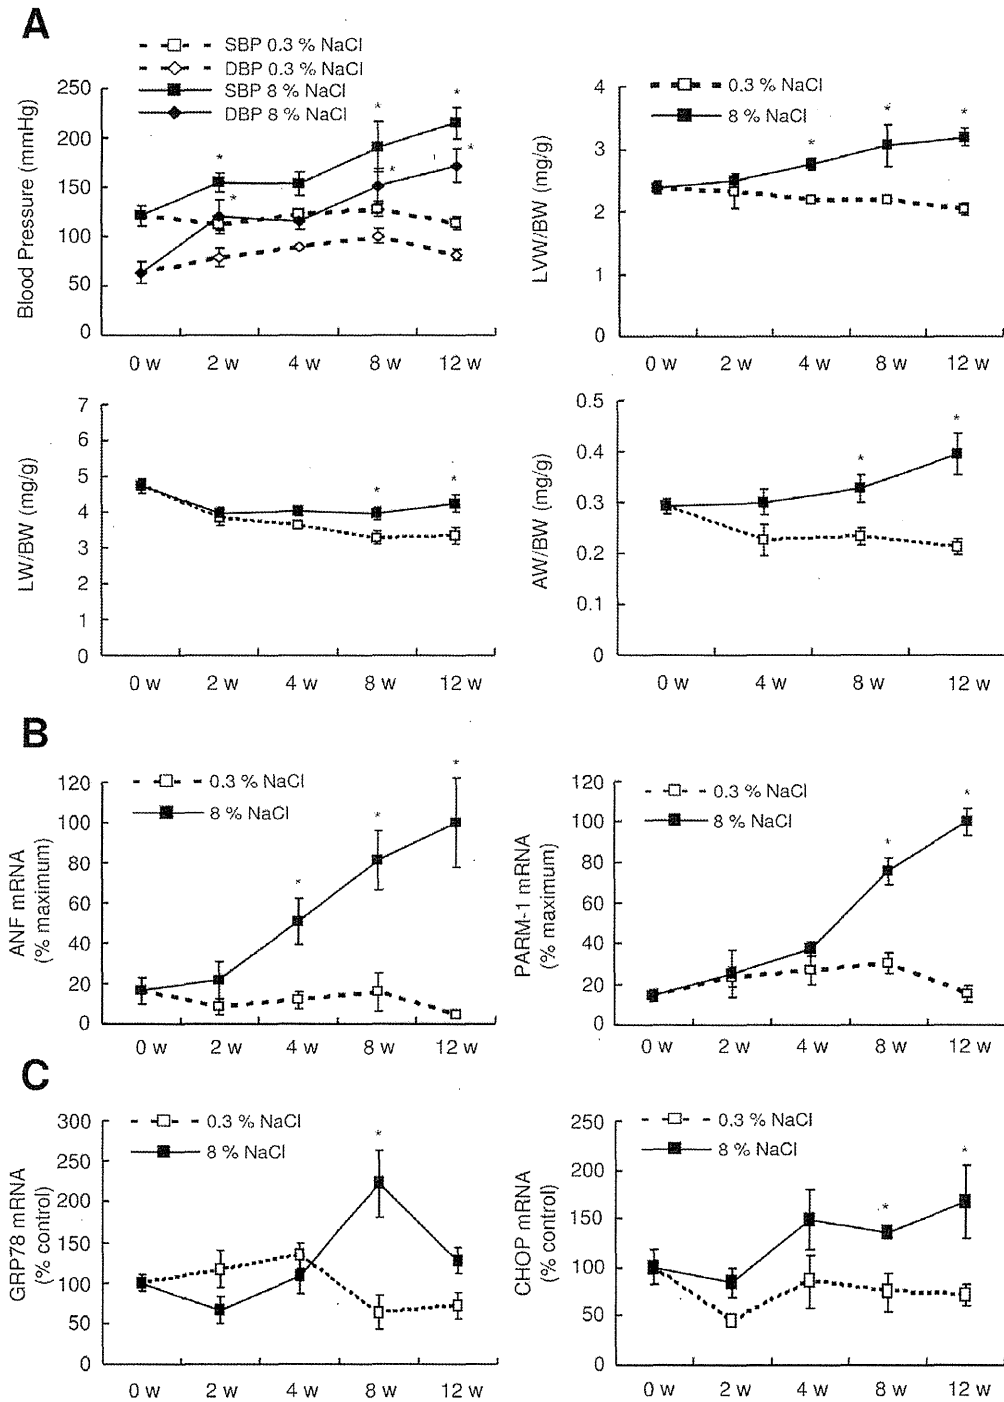 A
SBP 0.3 % NaCl
DBP 0.3 % NaCl
SBP 8 % NaCl
DBP 8 % NaCl
Blood Pressure (mmHg)
250
200
150
100
50
0
0 w 2 w 4 w 8 w 12 w
0.3 % NaCl
8 % NaCl
LVW/BW (mg/g)
4
3
2
1
0
0 w 2 w 4 w 8 w 12 w
LW/BW (mg/g)
7
6
5
4
3
2
1
0
0 w 2 w 4 w 8 w 12 w
AW/BW (mg/g)
0.5
0.4
0.3
0.2
0.1
0
0 w 4 w 8 w 12 w
B
0.3 % NaCl
8 % NaCl
ANF mRNA
(% maximum)
120
100
80
60
40
20
0
0 w 2 w 4 w 8 w 12 w
0.3 % NaCl
8 % NaCl
PARM-1 mRNA
(% maximum)
120
100
80
60
40
20
0
0 w 2 w 4 w 8 w 12 w
C
0.3 % NaCl
8 % NaCl
GRP78 mRNA
(% control)
300
250
200
150
100
50
0
0 w 2 w 4 w 8 w 12 w
0.3 % NaCl
8 % NaCl
CHOP mRNA
(% control)
250
200
150
100
50
0
0 w 2 w 4 w 8 w 12 w